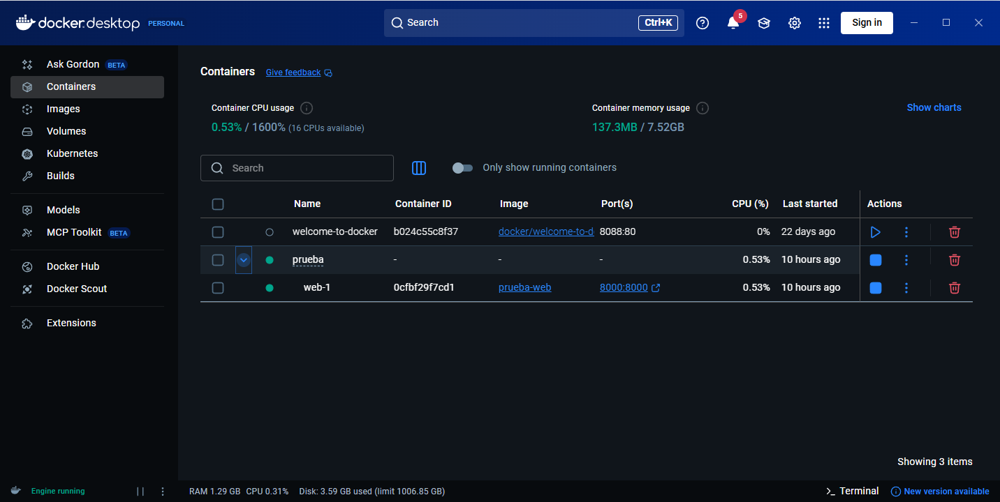 docker.desktop PERSONAL Search Ctrl+K 5 Sign in
Ask Gordon BETA
Containers
Images
Volumes
Kubernetes
Builds
Models
MCP Toolkit BETA
Docker Hub
Docker Scout
Extensions
Containers Give feedback
Container CPU usage Container memory usage Show charts
0.53% / 1600% (16 CPUs available) 137.3MB / 7.52GB
Search Only show running containers
Name Container ID Image Port(s) CPU (%) Last started Actions
welcome-to-docker b024c55c8f37 docker/welcome-to-d 8088:80 0% 22 days ago
prueba - - - 0.53% 10 hours ago
web-1 0cfbf29f7cd1 prueba-web 8000:8000 0.53% 10 hours ago
Showing 3 items
Engine running RAM 1.29 GB CPU 0.31% Disk: 3.59 GB used (limit 1006.85 GB) Terminal New version available